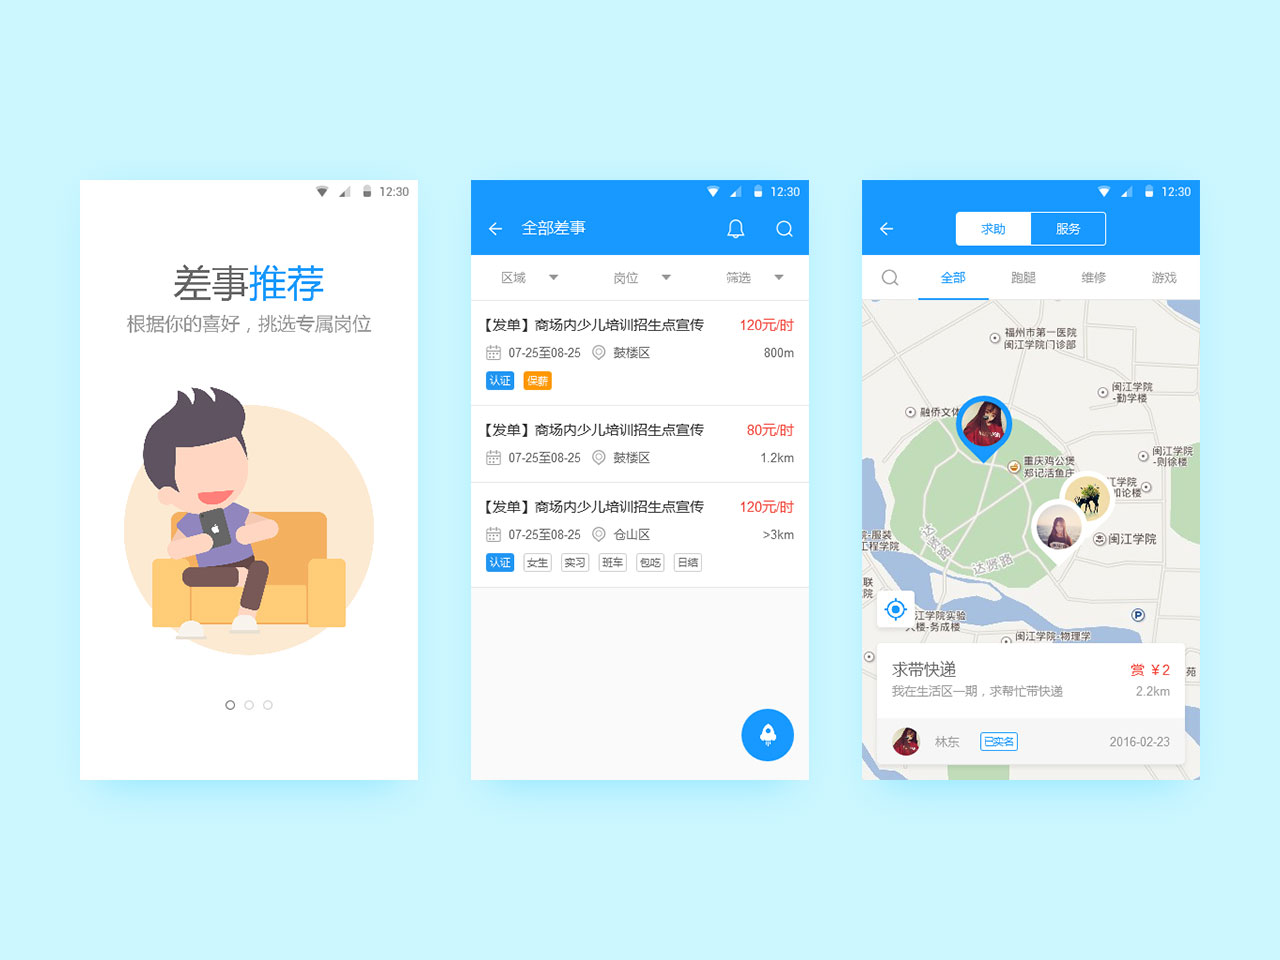 12:30
差事推荐
根据你的喜好，挑选专属岗位
12:30
全部差事
区域
岗位
筛选
【发单】商场内少儿培训招生点宣传 120元/时
07-25至08-25 鼓楼区 800m
认证 保薪
【发单】商场内少儿培训招生点宣传 80元/时
07-25至08-25 鼓楼区 1.2km
【发单】商场内少儿培训招生点宣传 120元/时
07-25至08-25 仓山区 >3km
认证 女生 实习 班车 包吃 日结
12:30
求助 服务
全部 跑腿 维修 游戏
福州市第一医院
闽江学院门诊部
闽江学院
-勤学楼
融侨文体
重庆鸡公煲
郑记活鱼庄
闽江学院
-则徐楼
江学院
和论楼
院-服装
工程学院
闽江学院
达贤路
达贤路
联
院
江学院实验
大楼-务成楼
P
闽江学院-物理学
苑
求带快递 赏 ¥2
我在生活区一期，求帮忙带快递 2.2km
林东 已实名 2016-02-23